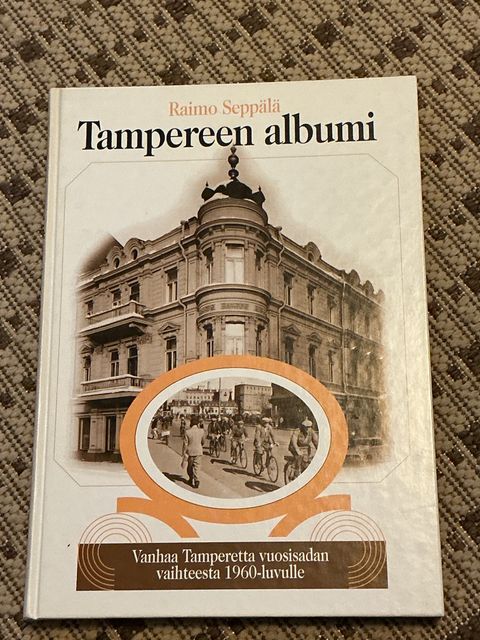 Raimo Seppälä
Tampereen albumi
Vanhaa Tamperetta vuosisadan
vaihteesta 1960-luvulle